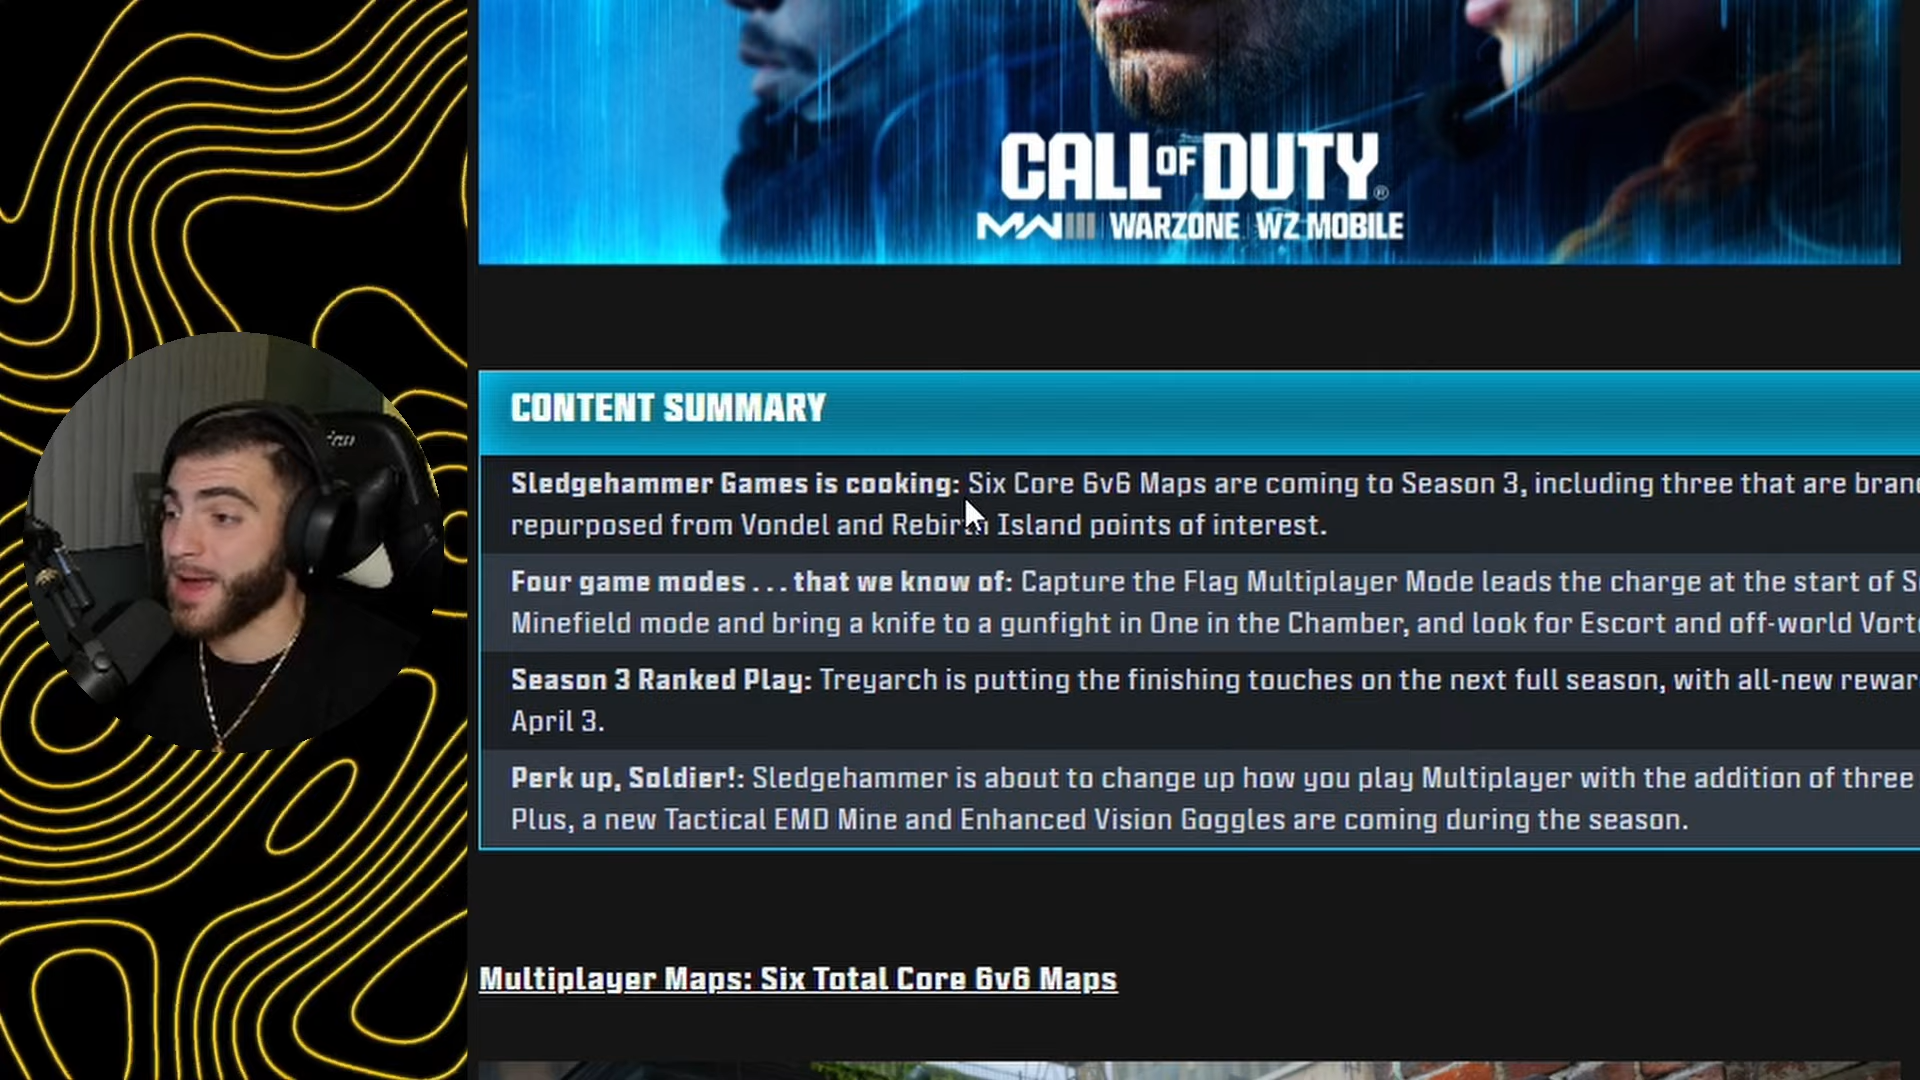 CALL OF DUTY®
MWIII | WARZONE | WZ MOBILE
CONTENT SUMMARY
Sledgehammer Games is cooking: Six Core 6v6 Maps are coming to Season 3, including three that are bran
repurposed from Vondel and Rebirth Island points of interest.
Four game modes . . . that we know of: Capture the Flag Multiplayer Mode leads the charge at the start of S
Minefield mode and bring a knife to a gunfight in One in the Chamber, and look for Escort and off-world Vort
Season 3 Ranked Play: Treyarch is putting the finishing touches on the next full season, with all-new rewar
April 3.
Perk up, Soldier!: Sledgehammer is about to change up how you play Multiplayer with the addition of three
Plus, a new Tactical EMD Mine and Enhanced Vision Goggles are coming during the season.
Multiplayer Maps: Six Total Core 6v6 Maps